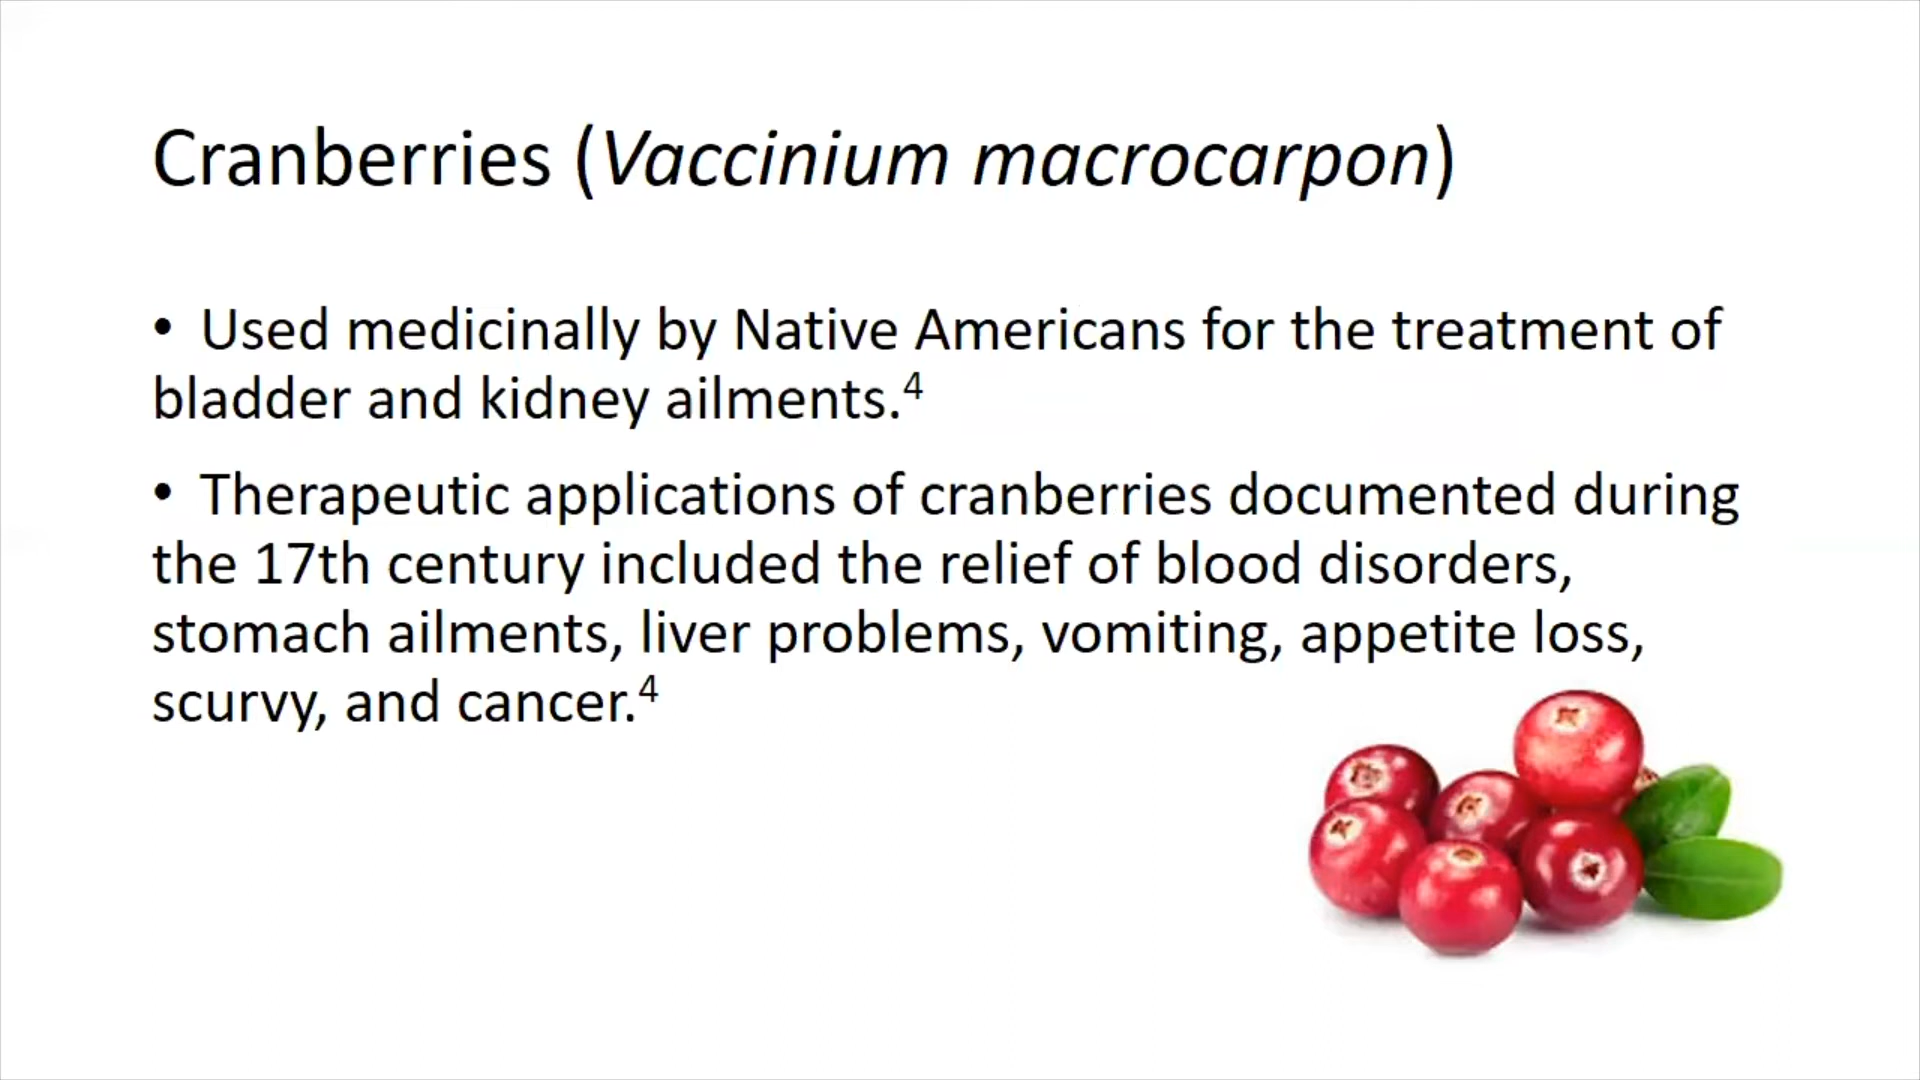 Cranberries (Vaccinium macrocarpon)
• Used medicinally by Native Americans for the treatment of
bladder and kidney ailments.⁴
• Therapeutic applications of cranberries documented during
the 17th century included the relief of blood disorders,
stomach ailments, liver problems, vomiting, appetite loss,
scurvy, and cancer.⁴